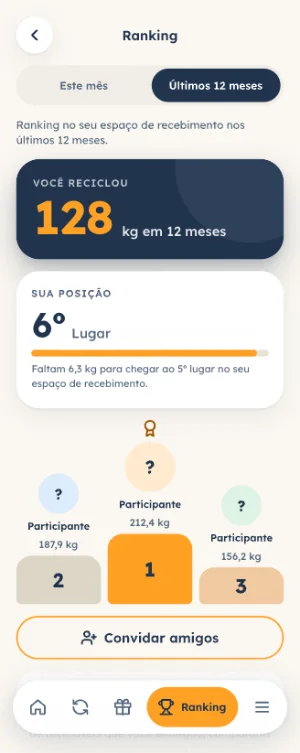 Ranking
Este mês
Últimos 12 meses
Ranking no seu espaço de recebimento nos
últimos 12 meses.
VOCÊ RECICLOU
128 kg em 12 meses
SUA POSIÇÃO
6º Lugar
Faltam 6,3 kg para chegar ao 5º lugar no seu
espaço de recebimento.
?
Participante
212,4 kg
1
?
Participante
187,9 kg
2
?
Participante
156,2 kg
3
Convidar amigos
Ranking